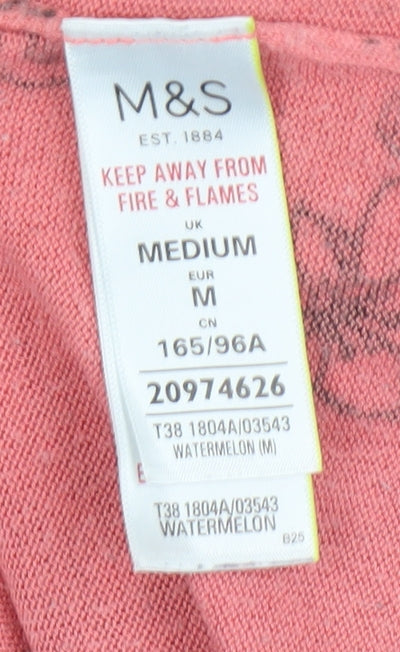 M&S
EST. 1884
KEEP AWAY FROM
FIRE & FLAMES
UK
MEDIUM
EUR
M
CN
165/96A
20974626
T38 1804A/03543
WATERMELON (M)
T38 1804A/03543
WATERMELON
B25